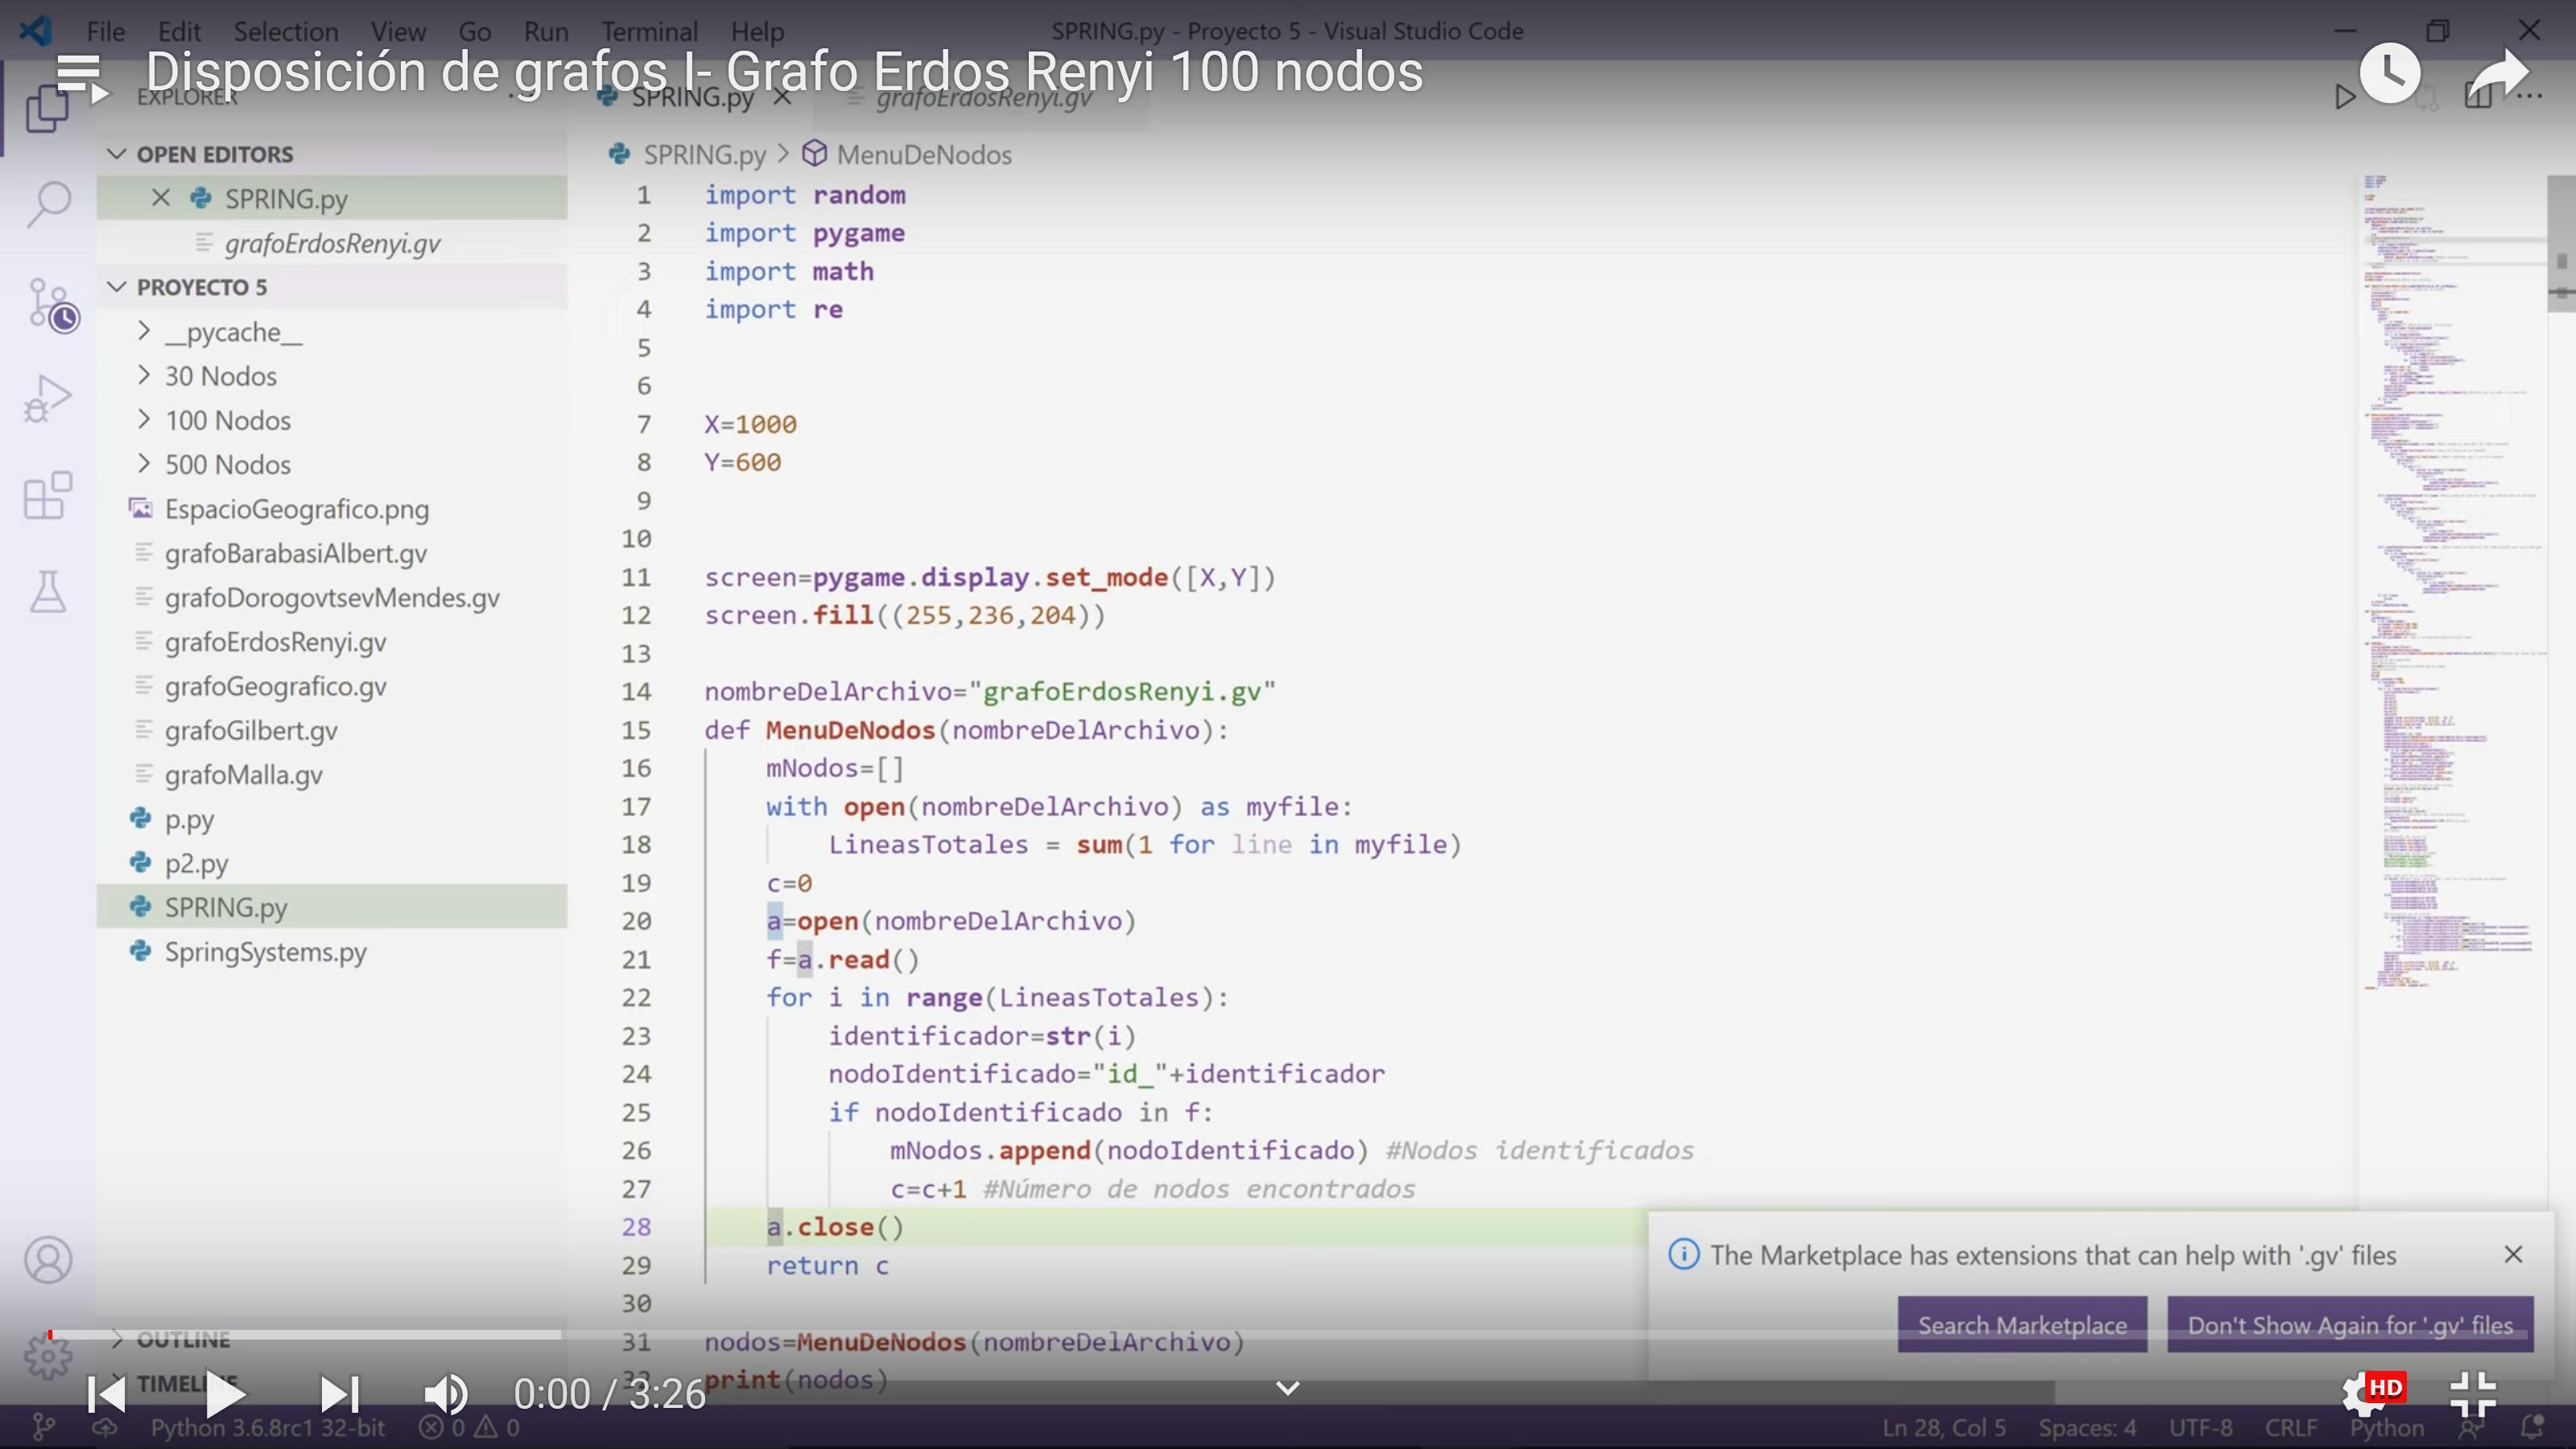 File Edit Selection View Go Run Terminal Help SPRING.py - Proyecto 5 - Visual Studio Code
Disposición de grafos I- Grafo Erdos Renyi 100 nodos
EXPLORER
SPRING.py
grafoErdosRenyi.gv
OPEN EDITORS
SPRING.py
grafoErdosRenyi.gv
PROYECTO 5
__pycache__
30 Nodos
100 Nodos
500 Nodos
EspacioGeografico.png
grafoBarabasiAlbert.gv
grafoDorogovtsevMendes.gv
grafoErdosRenyi.gv
grafoGeografico.gv
grafoGilbert.gv
grafoMalla.gv
p.py
p2.py
SPRING.py
SpringSystems.py
OUTLINE
TIMELINE
SPRING.py > MenuDeNodos
1 import random
2 import pygame
3 import math
4 import re
5
6
7 X=1000
8 Y=600
9
10
11 screen=pygame.display.set_mode([X,Y])
12 screen.fill((255,236,204))
13
14 nombreDelArchivo="grafoErdosRenyi.gv"
15 def MenuDeNodos(nombreDelArchivo):
16 mNodos=[]
17 with open(nombreDelArchivo) as myfile:
18 LineasTotales = sum(1 for line in myfile)
19 c=0
20 a=open(nombreDelArchivo)
21 f=a.read()
22 for i in range(LineasTotales):
23 identificador=str(i)
24 nodoIdentificado="id_"+identificador
25 if nodoIdentificado in f:
26 mNodos.append(nodoIdentificado) #Nodos identificados
27 c=c+1 #Número de nodos encontrados
28 a.close()
29 return c
30
31 nodos=MenuDeNodos(nombreDelArchivo)
32 print(nodos)
The Marketplace has extensions that can help with '.gv' files
Search Marketplace
Don't Show Again for '.gv' files
0:00 / 3:26
HD
Python 3.6.8rc1 32-bit 0 0
Ln 28, Col 5 Spaces: 4 UTF-8 CRLF Python